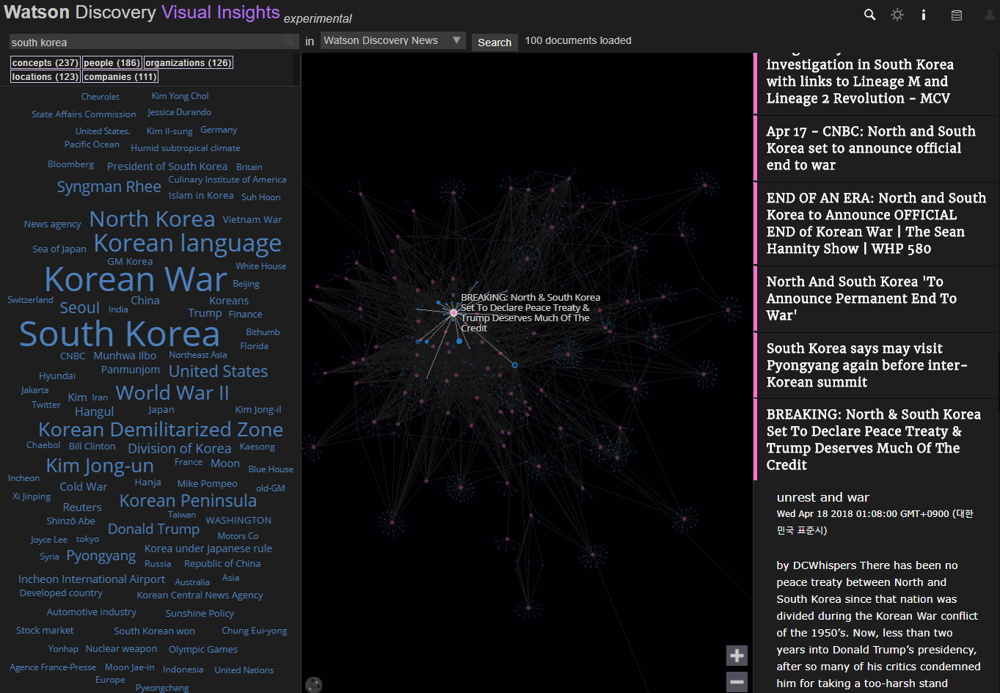 Watson Discovery Visual Insights experimental
south korea in Watson Discovery News Search 100 documents loaded
concepts (237) people (186) organizations (126)
locations (123) companies (111)
Chevrolet Kim Yong Chol
State Affairs Commission Jessica Durando
United States. Kim Il-sung Germany
Pacific Ocean Humid subtropical climate
Bloomberg President of South Korea Britain
Syngman Rhee Culinary Institute of America
Islam in Korea Suh Hoon
News agency North Korea Vietnam War
Sea of Japan Korean language
GM Korea White House
Korean War Beijing
Switzerland Seoul India China Koreans
Trump Finance
South Korea Bithumb
Florida
CNBC Munhwa Ilbo Northeast Asia
Hyundai Panmunjom United States
Jakarta Kim Iran World War II
Twitter Hangul Japan Kim Jong-il
Korean Demilitarized Zone
Chaebol Bill Clinton Division of Korea Kaesong
Kim Jong-un France Moon Blue House
Incheon Cold War Hanja Mike Pompeo old-GM
Xi Jinping Reuters Korean Peninsula
Shinzō Abe Taiwan WASHINGTON
Joyce Lee tokyo Donald Trump Motors Co
Syria Pyongyang Korea under Japanese rule
Russia Republic of China
Incheon International Airport Australia Asia
Developed country Korean Central News Agency
Automotive industry Sunshine Policy
Stock market South Korean won Chung Eui-yong
Yonhap Nuclear weapon Olympic Games
Agence France-Presse Moon Jae-in Indonesia United Nations
Europe Pyeongchang
BREAKING: North & South Korea
Set To Declare Peace Treaty &
Trump Deserves Much Of The
Credit
investigation in South Korea
with links to Lineage M and
Lineage 2 Revolution - MCV
Apr 17 - CNBC: North and South
Korea set to announce official
end to war
END OF AN ERA: North and South
Korea to Announce OFFICIAL
END of Korean War | The Sean
Hannity Show | WHP 580
North And South Korea 'To
Announce Permanent End To
War'
South Korea says may visit
Pyongyang again before inter-
Korean summit
BREAKING: North & South Korea
Set To Declare Peace Treaty &
Trump Deserves Much Of The
Credit
unrest and war
Wed Apr 18 2018 01:08:00 GMT+0900 (대한
민국 표준시)
by DCWhispers There has been no
peace treaty between North and
South Korea since that nation was
divided during the Korean War conflict
of the 1950's. Now, less than two
years into Donald Trump's presidency,
after so many of his critics condemned
him for taking a too-harsh stand